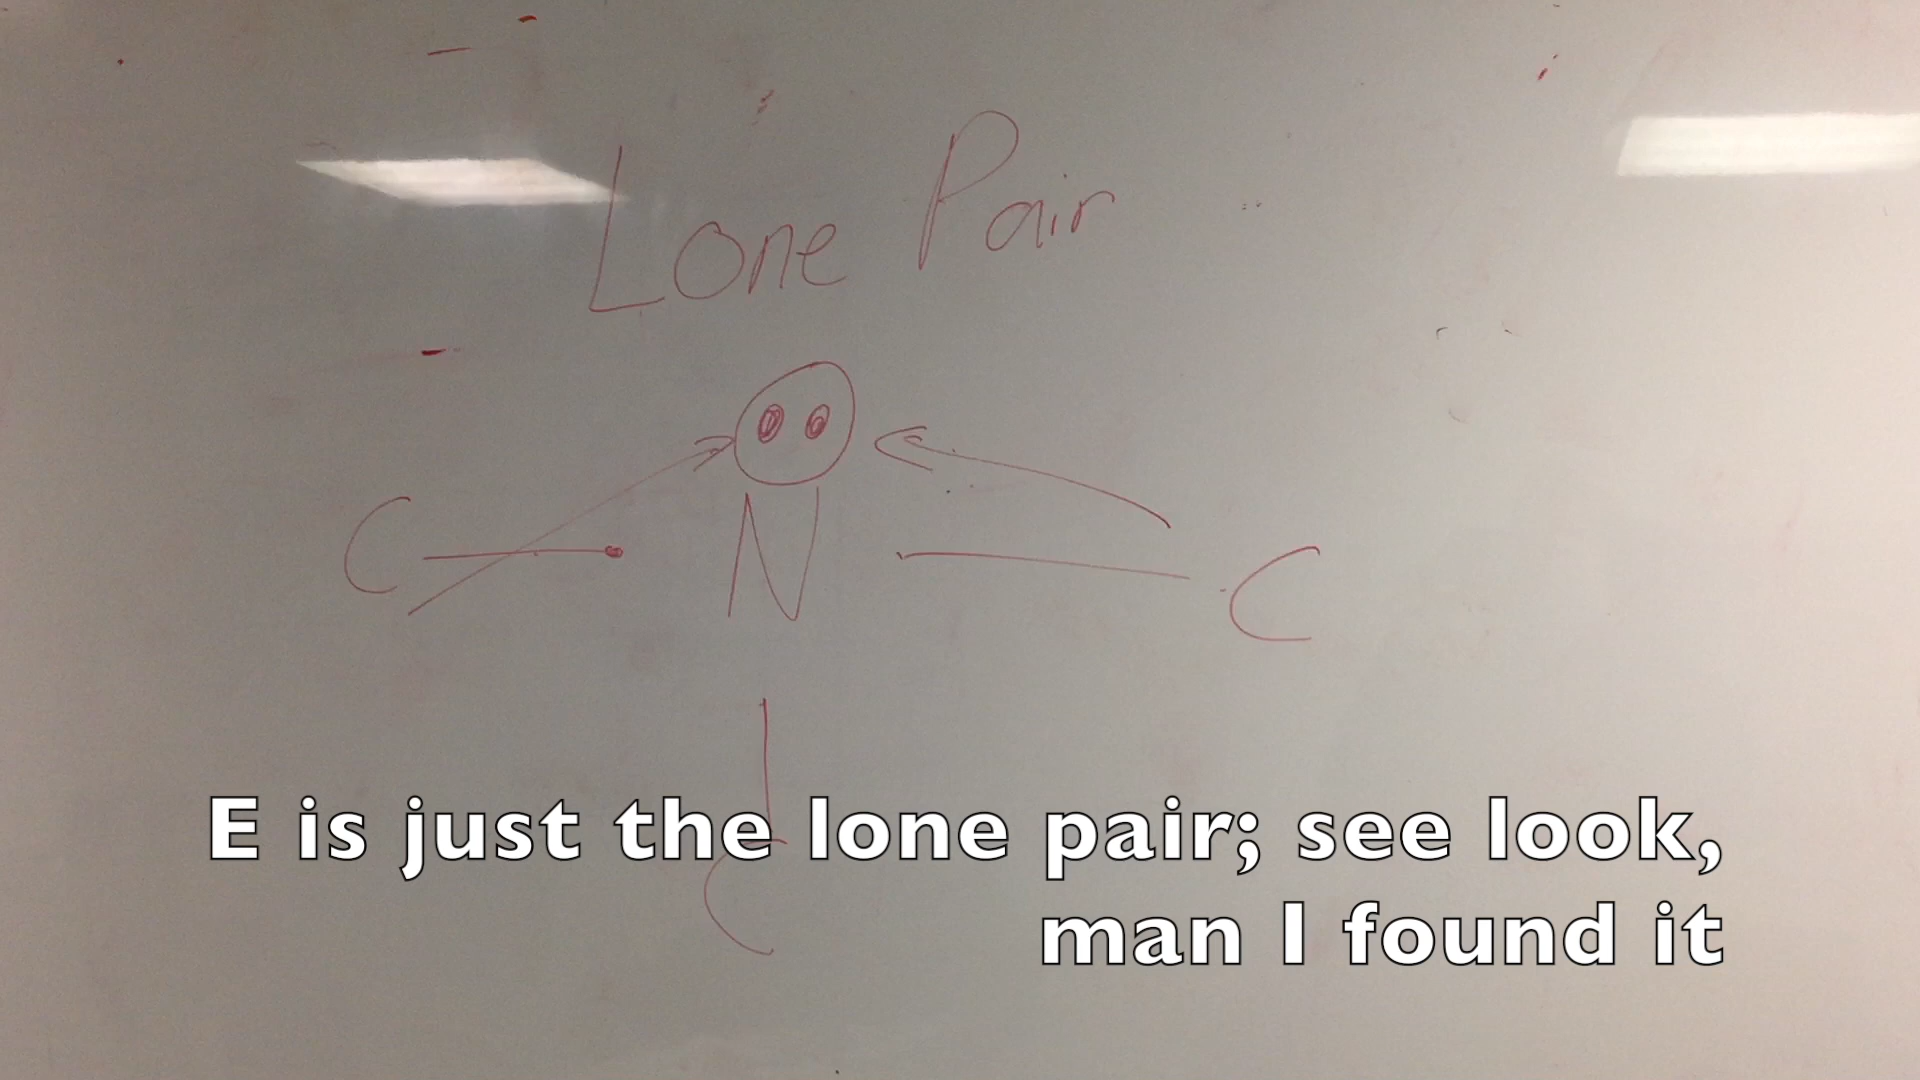 Lone Pair
C N C
C
E is just the lone pair; see look,
man I found it